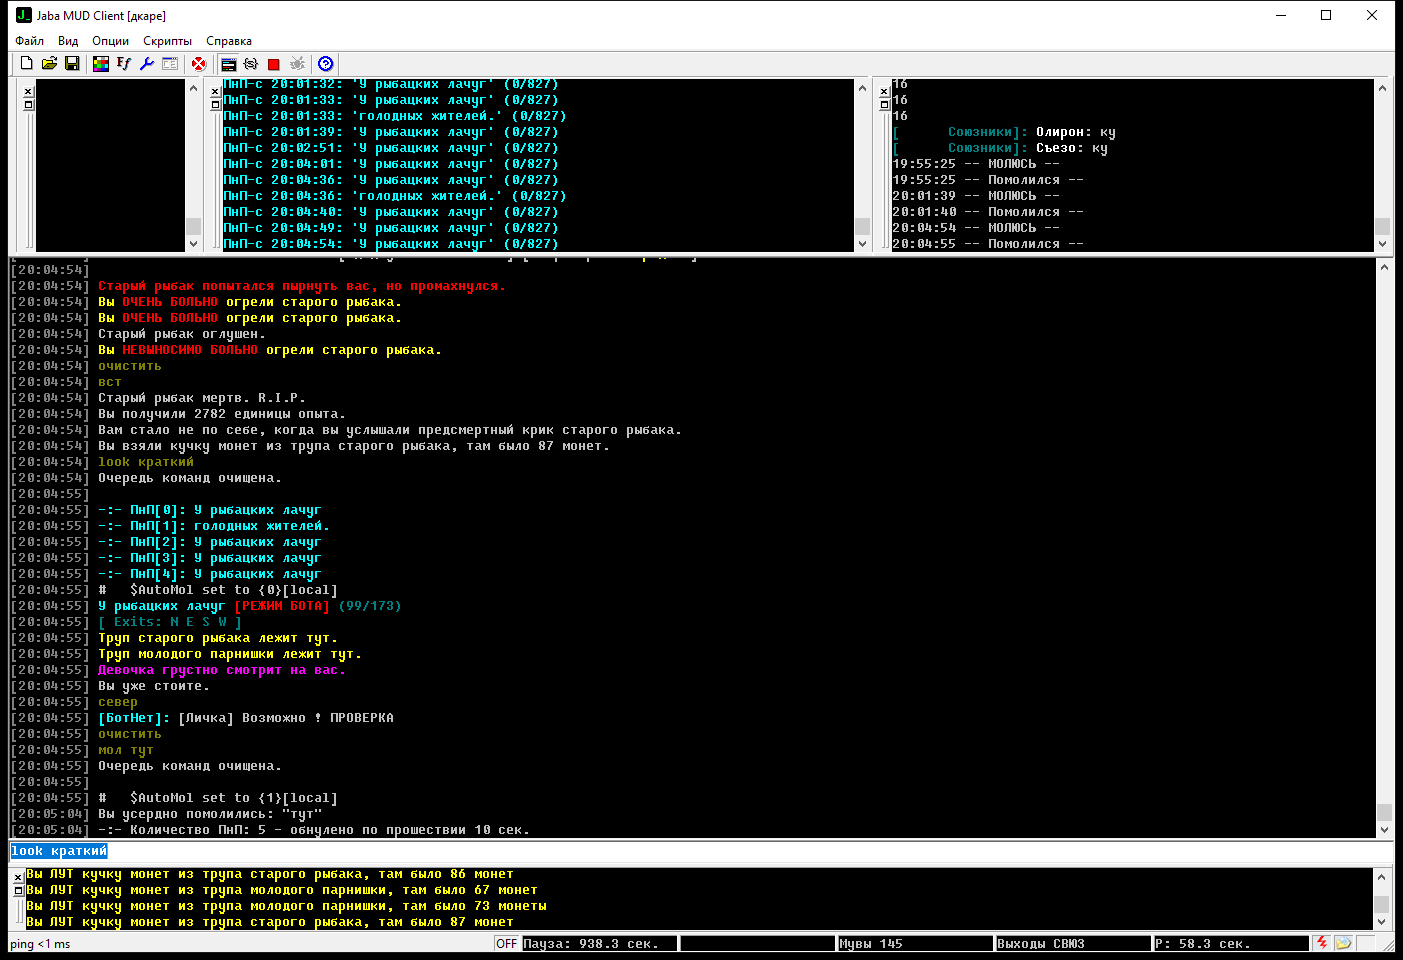 Jaba MUD Client [дкаре]
Файл Вид Опции Скрипты Справка
ПнП-с 20:01:32: 'У рыбацких лачуг' (0/827)
ПнП-с 20:01:33: 'У рыбацких лачуг' (0/827)
ПнП-с 20:01:33: 'голодных жителей.' (0/827)
ПнП-с 20:01:39: 'У рыбацких лачуг' (0/827)
ПнП-с 20:02:51: 'У рыбацких лачуг' (0/827)
ПнП-с 20:04:01: 'У рыбацких лачуг' (0/827)
ПнП-с 20:04:36: 'У рыбацких лачуг' (0/827)
ПнП-с 20:04:36: 'голодных жителей.' (0/827)
ПнП-с 20:04:40: 'У рыбацких лачуг' (0/827)
ПнП-с 20:04:49: 'У рыбацких лачуг' (0/827)
ПнП-с 20:04:54: 'У рыбацких лачуг' (0/827)
16
16
16
[ Союзники]: Олирон: ку
[ Союзники]: Съезо: ку
19:55:25 -- МОЛЮСЬ --
19:55:25 -- Помолился --
20:01:39 -- МОЛЮСЬ --
20:01:40 -- Помолился --
20:04:54 -- МОЛЮСЬ --
20:04:55 -- Помолился --
[20:04:54]
[20:04:54] Старый рыбак попытался пырнуть вас, но промахнулся.
[20:04:54] Вы ОЧЕНЬ БОЛЬНО огрели старого рыбака.
[20:04:54] Вы ОЧЕНЬ БОЛЬНО огрели старого рыбака.
[20:04:54] Старый рыбак оглушен.
[20:04:54] Вы НЕВЫНОСИМО БОЛЬНО огрели старого рыбака.
[20:04:54] очистить
[20:04:54] вст
[20:04:54] Старый рыбак мертв. R.I.P.
[20:04:54] Вы получили 2782 единицы опыта.
[20:04:54] Вам стало не по себе, когда вы услышали предсмертный крик старого рыбака.
[20:04:54] Вы взяли кучку монет из трупа старого рыбака, там было 87 монет.
[20:04:54] look краткий
[20:04:54] Очередь команд очищена.
[20:04:55]
[20:04:55] -:- ПнП[0]: У рыбацких лачуг
[20:04:55] -:- ПнП[1]: голодных жителей.
[20:04:55] -:- ПнП[2]: У рыбацких лачуг
[20:04:55] -:- ПнП[3]: У рыбацких лачуг
[20:04:55] -:- ПнП[4]: У рыбацких лачуг
[20:04:55] #   $AutoMol set to {0}[local]
[20:04:55] У рыбацких лачуг [РЕЖИМ БОТА] (99/173)
[20:04:55] [ Exits: N E S W ]
[20:04:55] Труп старого рыбака лежит тут.
[20:04:55] Труп молодого парнишки лежит тут.
[20:04:55] Девочка грустно смотрит на вас.
[20:04:55] Вы уже стоите.
[20:04:55] север
[20:04:55] [БотНет]: [Личка] Возможно ! ПРОВЕРКА
[20:04:55] очистить
[20:04:55] мол тут
[20:04:55] Очередь команд очищена.
[20:04:55]
[20:04:55] #   $AutoMol set to {1}[local]
[20:05:04] Вы усердно помолились: "тут"
[20:05:04] -:- Количество ПнП: 5 - обнулено по прошествии 10 сек.
look краткий
Вы ЛУТ кучку монет из трупа старого рыбака, там было 86 монет
Вы ЛУТ кучку монет из трупа молодого парнишки, там было 67 монет
Вы ЛУТ кучку монет из трупа молодого парнишки, там было 73 монеты
Вы ЛУТ кучку монет из трупа старого рыбака, там было 87 монет
ping <1 ms OFF Пауза: 938.3 сек. Мувы 145 Выходы СВЮЗ Р: 58.3 сек.